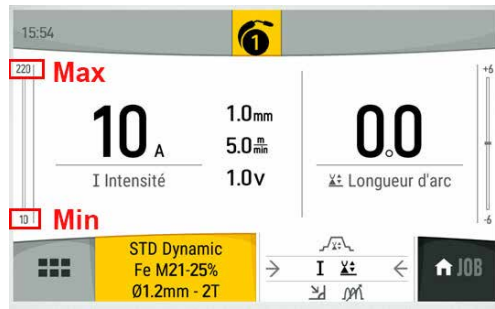 15:54
1
220
Max
+6
10 A
1.0mm
5.0 m/min
1.0v
0.0
I Intensité
Longueur d'arc
10
Min
-6
STD Dynamic
Fe M21-25%
Ø1.2mm - 2T
I
JOB